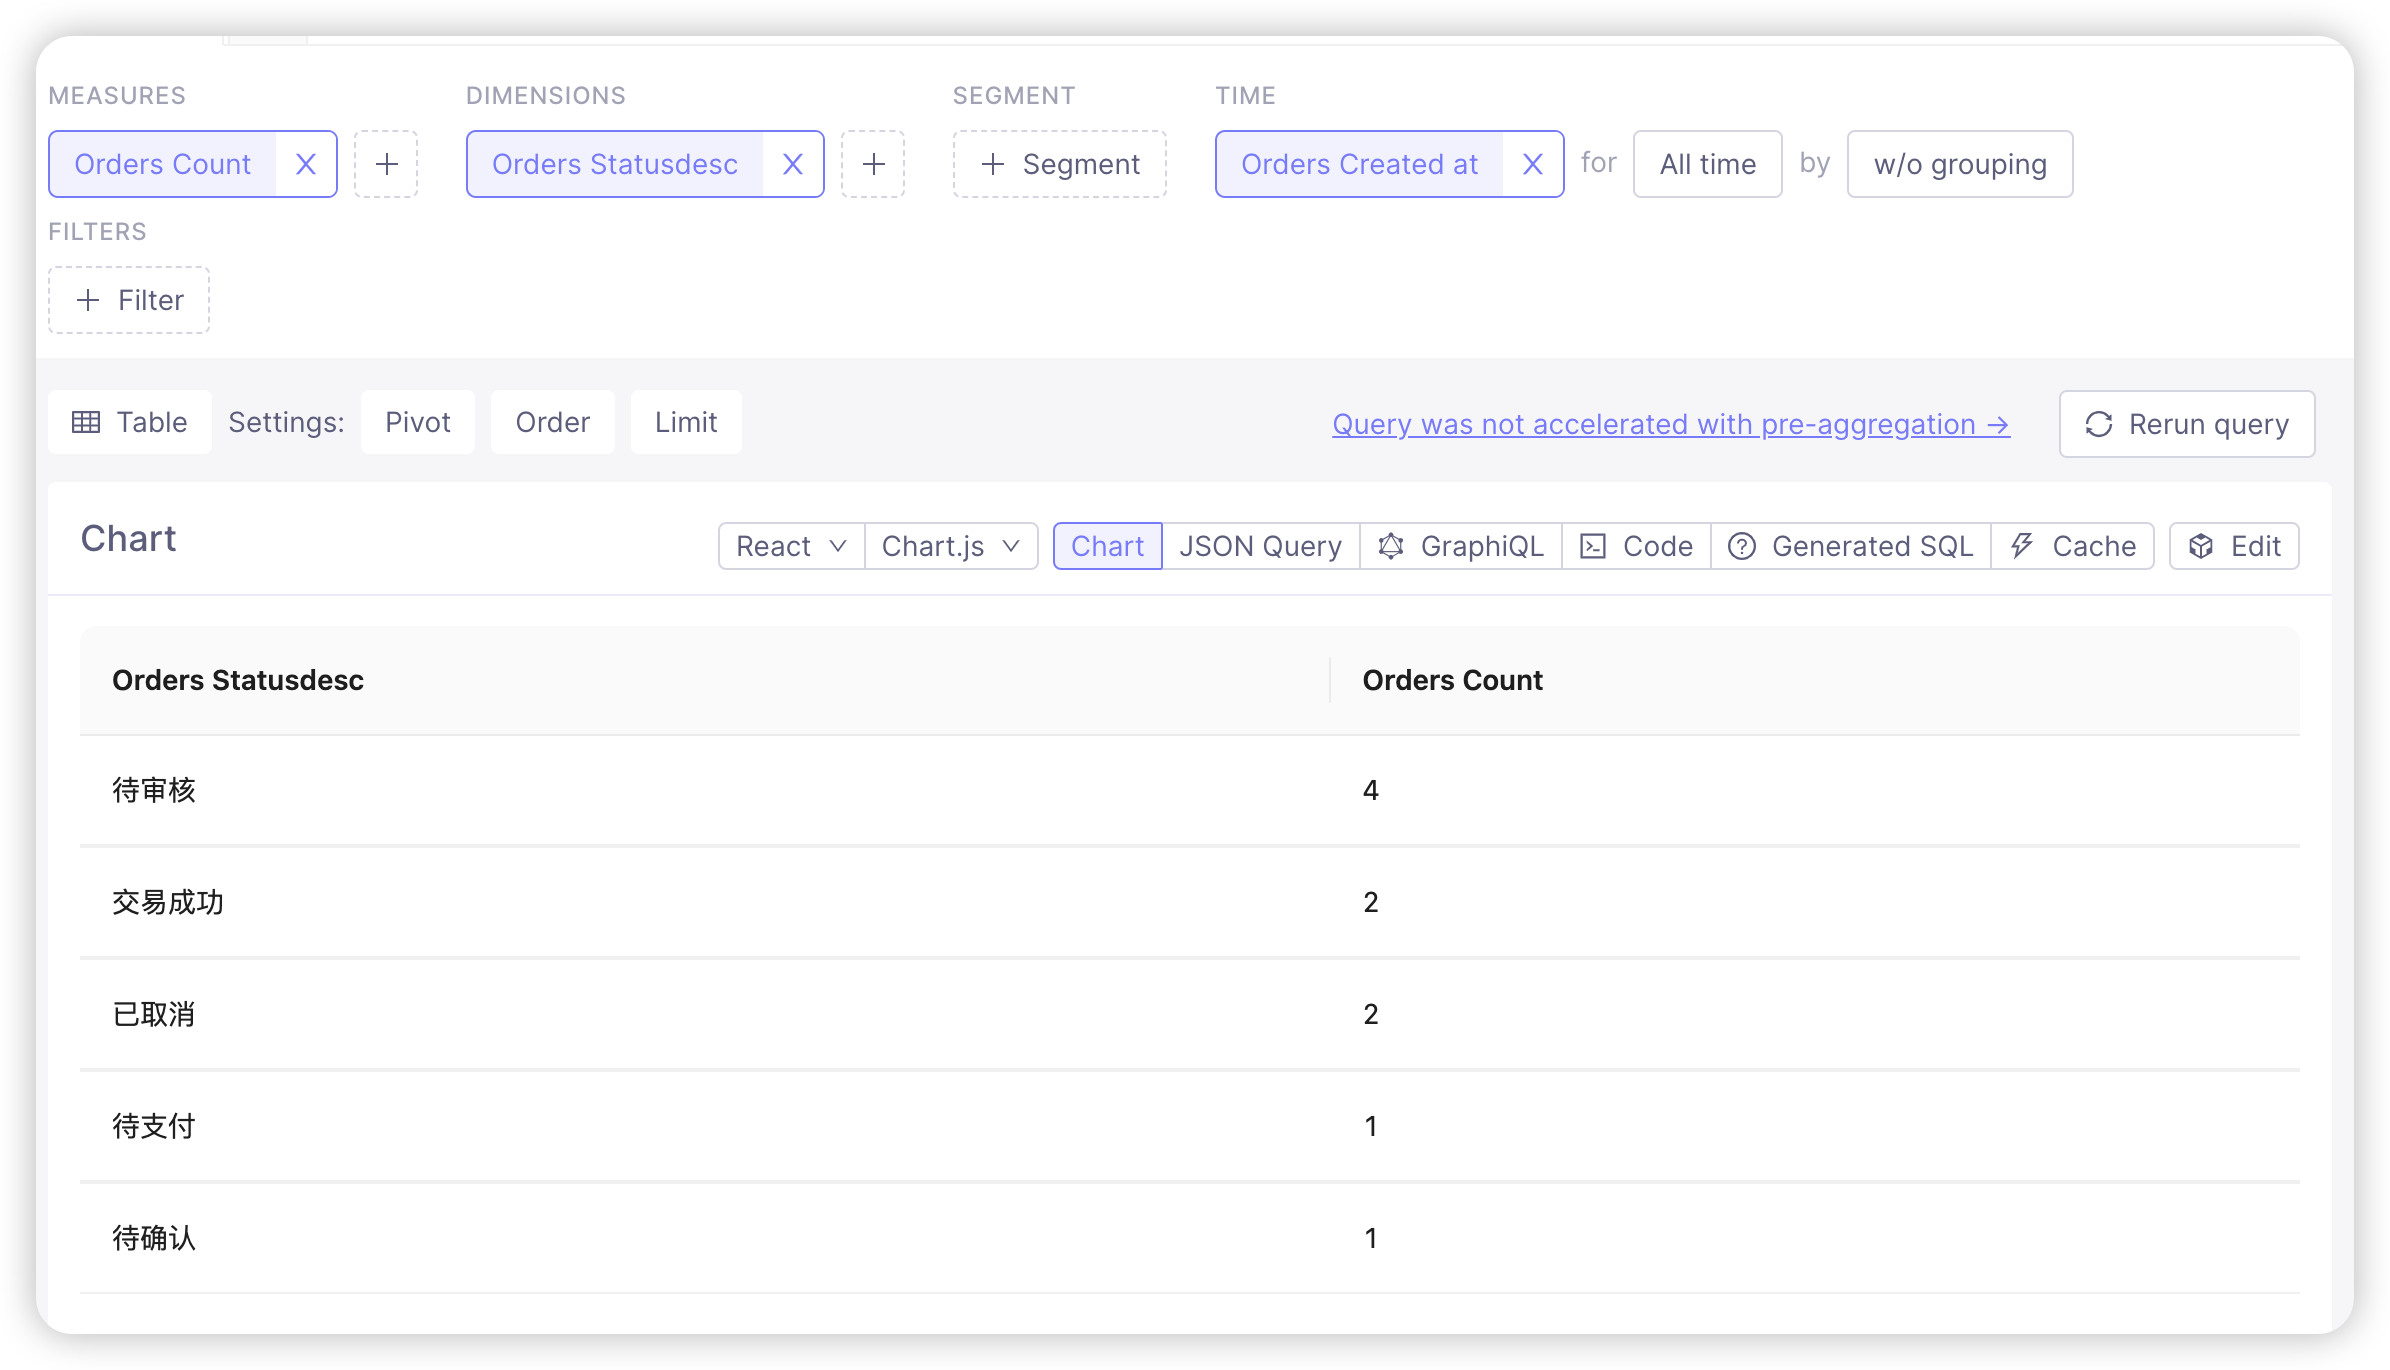 MEASURES DIMENSIONS SEGMENT TIME
Orders Count X + Orders Statusdesc X + + Segment Orders Created at X for All time by w/o grouping
FILTERS
+ Filter
Table Settings: Pivot Order Limit Query was not accelerated with pre-aggregation → Rerun query
Chart React Chart.js Chart JSON Query GraphiQL Code Generated SQL Cache Edit
Orders Statusdesc Orders Count
待审核 4
交易成功 2
已取消 2
待支付 1
待确认 1